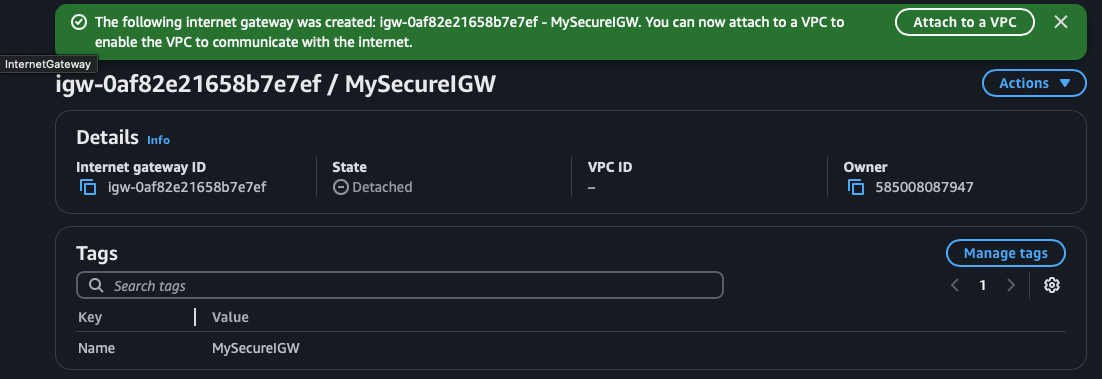 The following internet gateway was created: igw-0af82e21658b7e7ef - MySecureIGW. You can now attach to a VPC to
enable the VPC to communicate with the internet.
Attach to a VPC
InternetGateway
igw-0af82e21658b7e7ef / MySecureIGW
Actions
Details Info
Internet gateway ID
igw-0af82e21658b7e7ef
State
Detached
VPC ID
–
Owner
585008087947
Tags
Manage tags
Search tags
1
Key Value
Name MySecureIGW